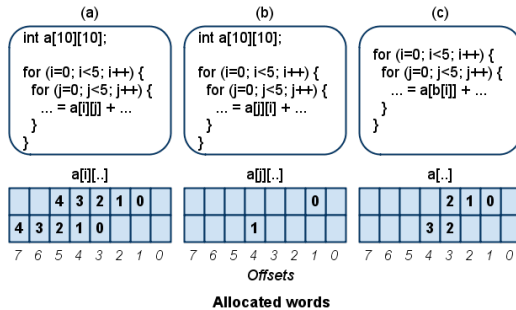 (a) (b) (c)
int a[10][10];
for (i=0; i<5; i++) {
for (j=0; j<5; j++) {
... = a[i][j] + ...
}
}
int a[10][10];
for (i=0; i<5; i++) {
for (j=0; j<5; j++) {
... = a[j][i] + ...
}
}
for (i=0; i<5; i++) {
for (j=0; j<5; j++) {
... = a[b[i]] + ...
}
}
a[i][..] a[j][..] a[..]
4 3 2 1 0 0 2 1 0
4 3 2 1 0 1 3 2
7 6 5 4 3 2 1 0 7 6 5 4 3 2 1 0 7 6 5 4 3 2 1 0
Offsets
Allocated words